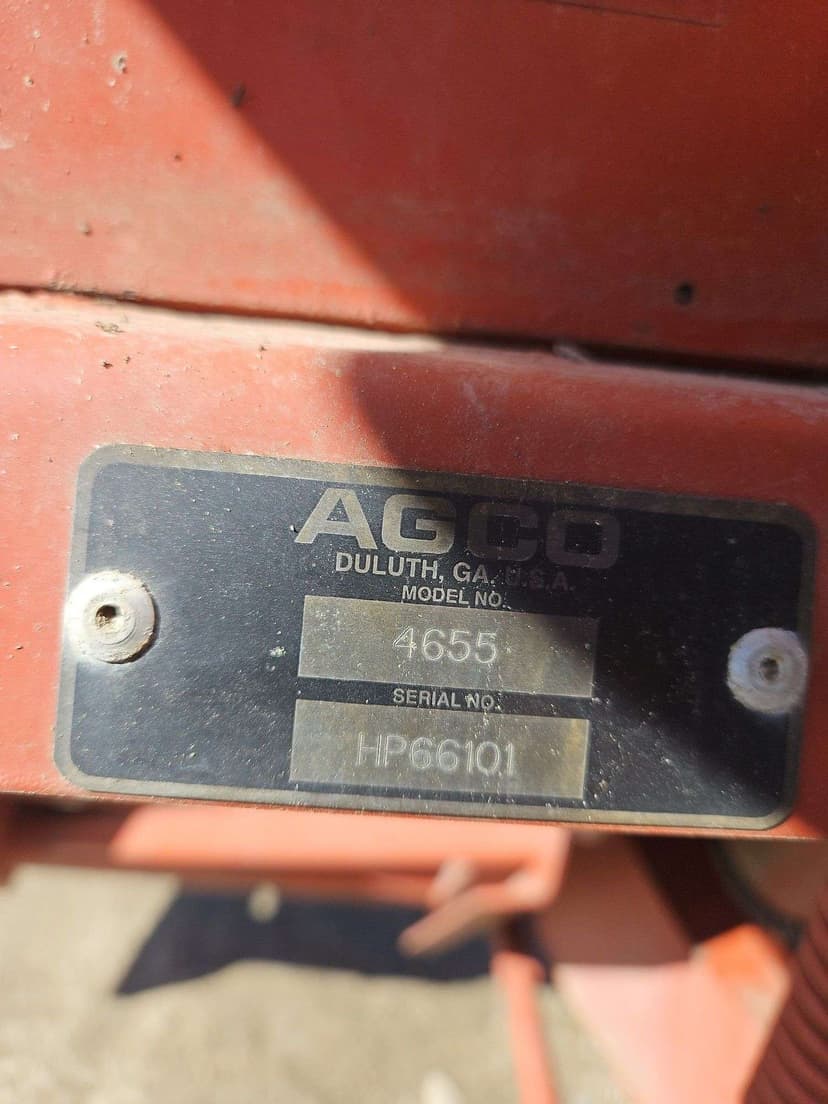 AGCO
DULUTH, GA. U.S.A.
MODEL NO.
4655
SERIAL NO.
HP66101